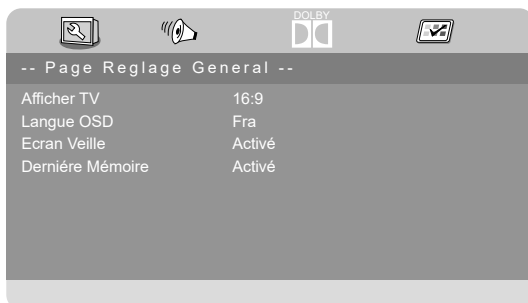 DOLBY
-- Page Reglage General --
Afficher TV 16:9
Langue OSD Fra
Ecran Veille Activé
Derniére Mémoire Activé